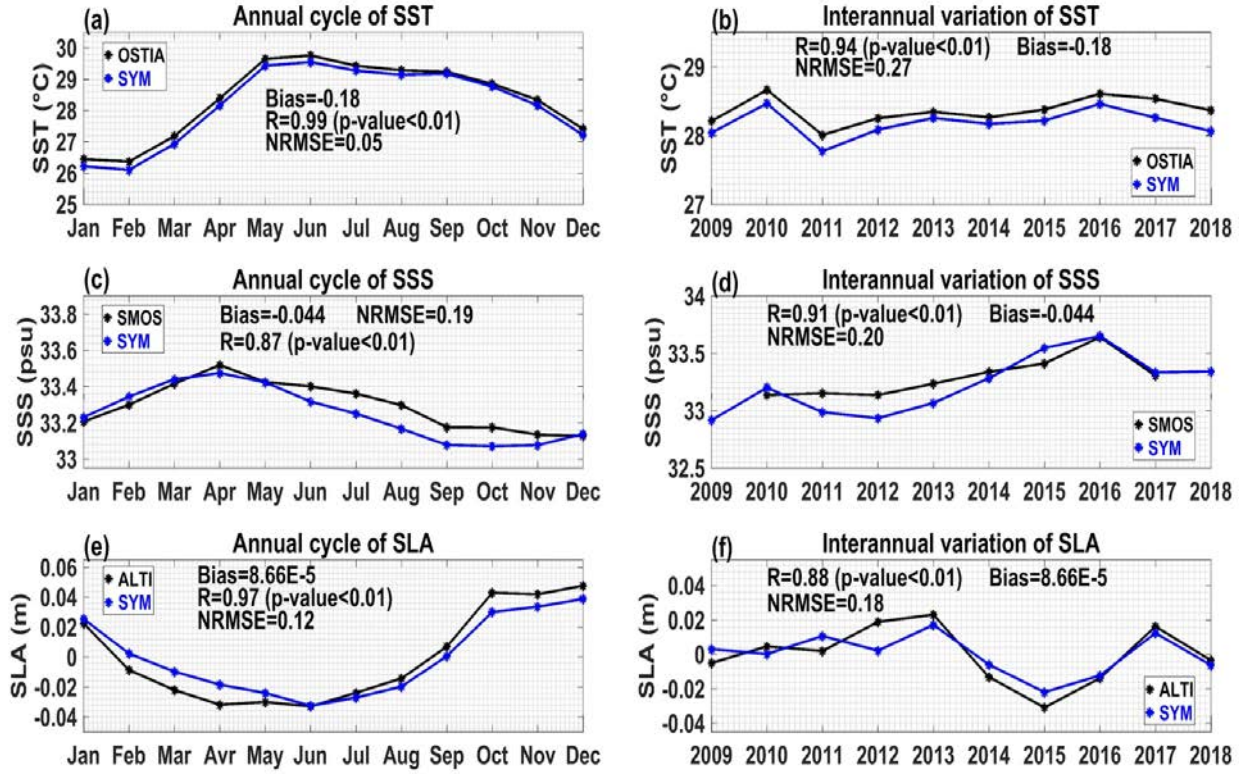 (a) Annual cycle of SST
SST (°C)
30
29
28
27
26
25
OSTIA
SYM
Bias=-0.18
R=0.99 (p-value<0.01)
NRMSE=0.05
Jan Feb Mar Apr May Jun Jul Aug Sep Oct Nov Dec
(b) Interannual variation of SST
SST (°C)
29
28
27
R=0.94 (p-value<0.01) Bias=-0.18
NRMSE=0.27
OSTIA
SYM
2009 2010 2011 2012 2013 2014 2015 2016 2017 2018
(c) Annual cycle of SSS
SSS (psu)
33.8
33.6
33.4
33.2
33
SMOS
SYM
Bias=-0.044 NRMSE=0.19
R=0.87 (p-value<0.01)
Jan Feb Mar Apr May Jun Jul Aug Sep Oct Nov Dec
(d) Interannual variation of SSS
SSS (psu)
34
33.5
33
32.5
R=0.91 (p-value<0.01) Bias=-0.044
NRMSE=0.20
SMOS
SYM
2009 2010 2011 2012 2013 2014 2015 2016 2017 2018
(e) Annual cycle of SLA
SLA (m)
0.06
0.04
0.02
0
-0.02
-0.04
ALTI
SYM
Bias=8.66E-5
R=0.97 (p-value<0.01)
NRMSE=0.12
Jan Feb Mar Avr May Jun Jul Aug Sep Oct Nov Dec
(f) Interannual variation of SLA
SLA (m)
0.04
0.02
0
-0.02
-0.04
R=0.88 (p-value<0.01) Bias=8.66E-5
NRMSE=0.18
ALTI
SYM
2009 2010 2011 2012 2013 2014 2015 2016 2017 2018